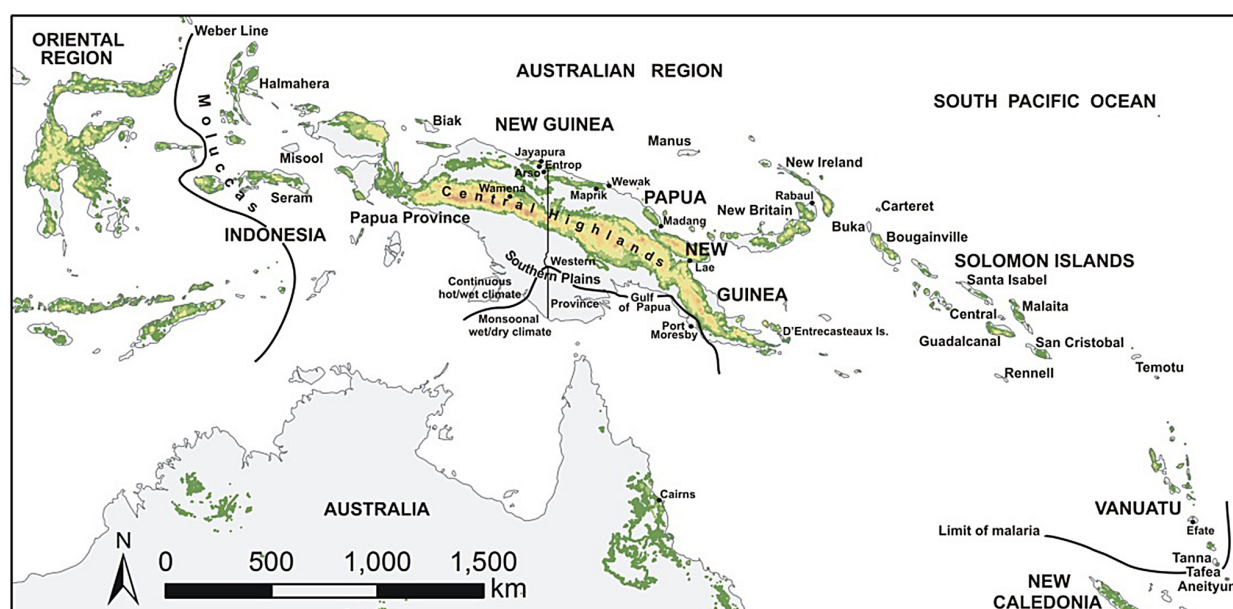 Weber Line
ORIENTAL
REGION
AUSTRALIAN REGION
Halmahera
SOUTH PACIFIC OCEAN
Moluccas
Biak
NEW GUINEA
Manus
Misool
Jayapura
Entrop
Arso
New Ireland
Seram
Wamena
Maprik
Wewak
PAPUA
Rabaul
Central Highlands
New Britain
Carteret
Papua Province
Madang
Buka
INDONESIA
Bougainville
NEW
Western
Lae
SOLOMON ISLANDS
Southern Plains
Santa Isabel
Continuous
hot/wet climate
Province
Gulf
of Papua
GUINEA
Malaita
Central
Monsoonal
wet/dry climate
Port
Moresby
D'Entrecasteaux Is.
Guadalcanal
San Cristobal
Rennell
Temotu
Cairns
AUSTRALIA
VANUATU
Efate
Limit of malaria
N
0 500 1,000 1,500
km
Tanna
Tafea
Aneityum
NEW
CALEDONIA